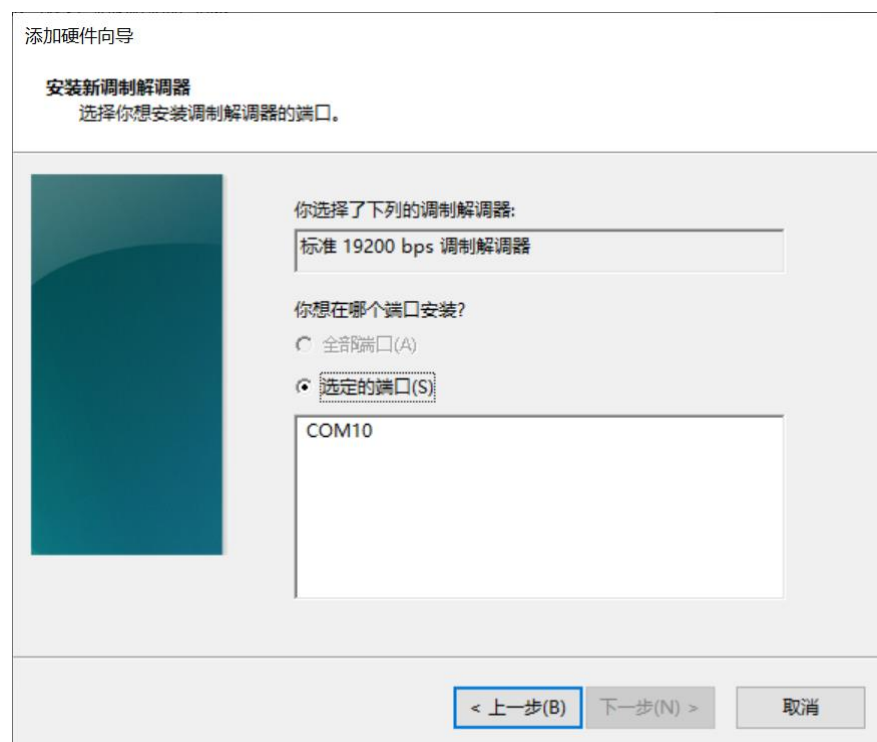 添加硬件向导
安装新调制解调器
选择你想安装调制解调器的端口。
你选择了下列的调制解调器:
标准 19200 bps 调制解调器
你想在哪个端口安装?
全部端口(A)
选定的端口(S)
COM10
< 上一步(B)
下一步(N) >
取消